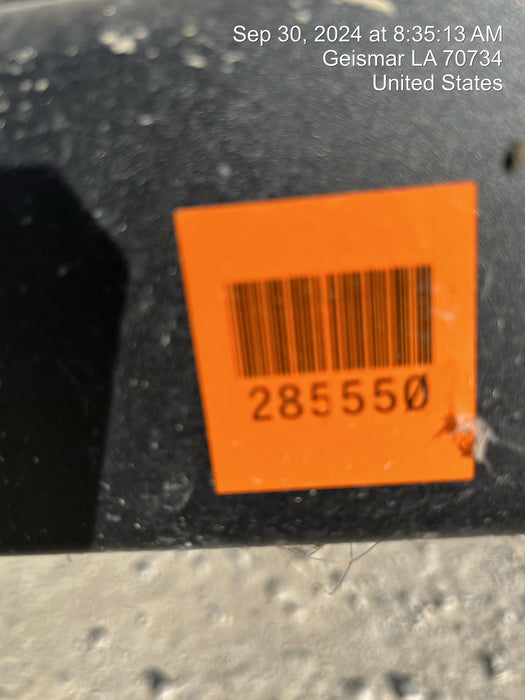 Sep 30, 2024 at 8:35:13 AM
Geismar LA 70734
United States
285550